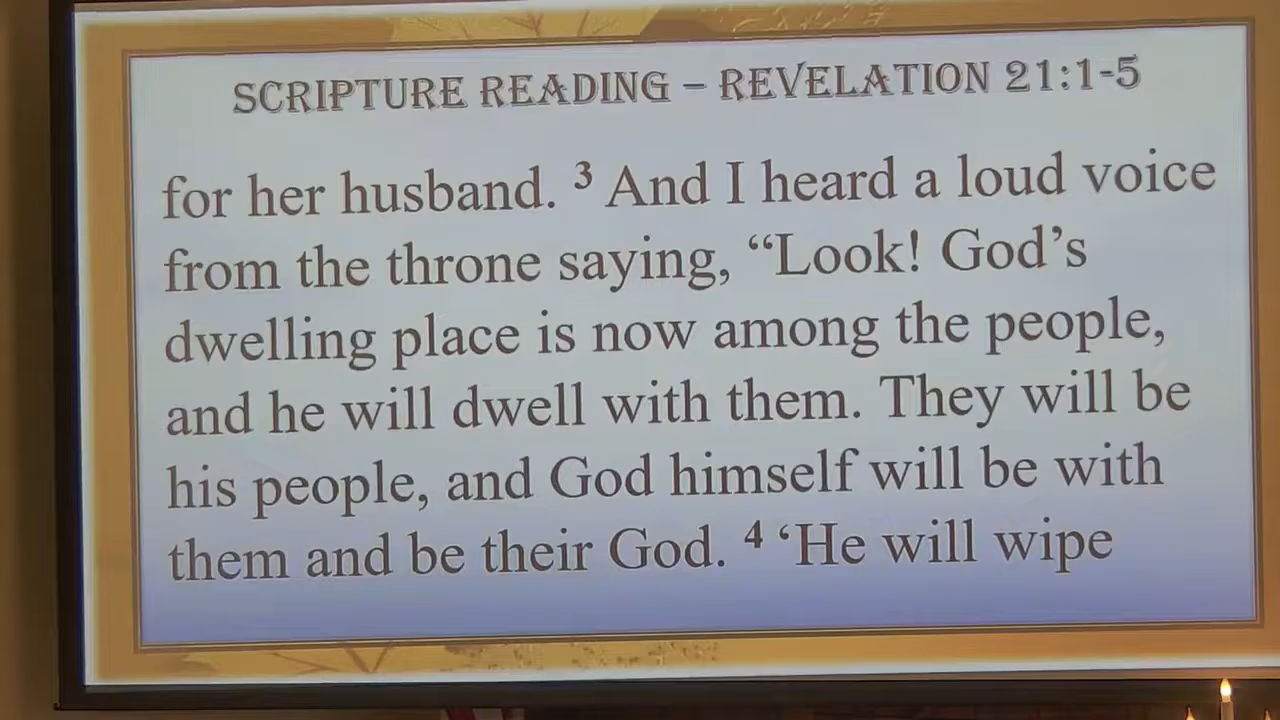 SCRIPTURE READING – REVELATION 21:1-5
for her husband. ³ And I heard a loud voice
from the throne saying, “Look! God’s
dwelling place is now among the people,
and he will dwell with them. They will be
his people, and God himself will be with
them and be their God. ⁴ ‘He will wipe